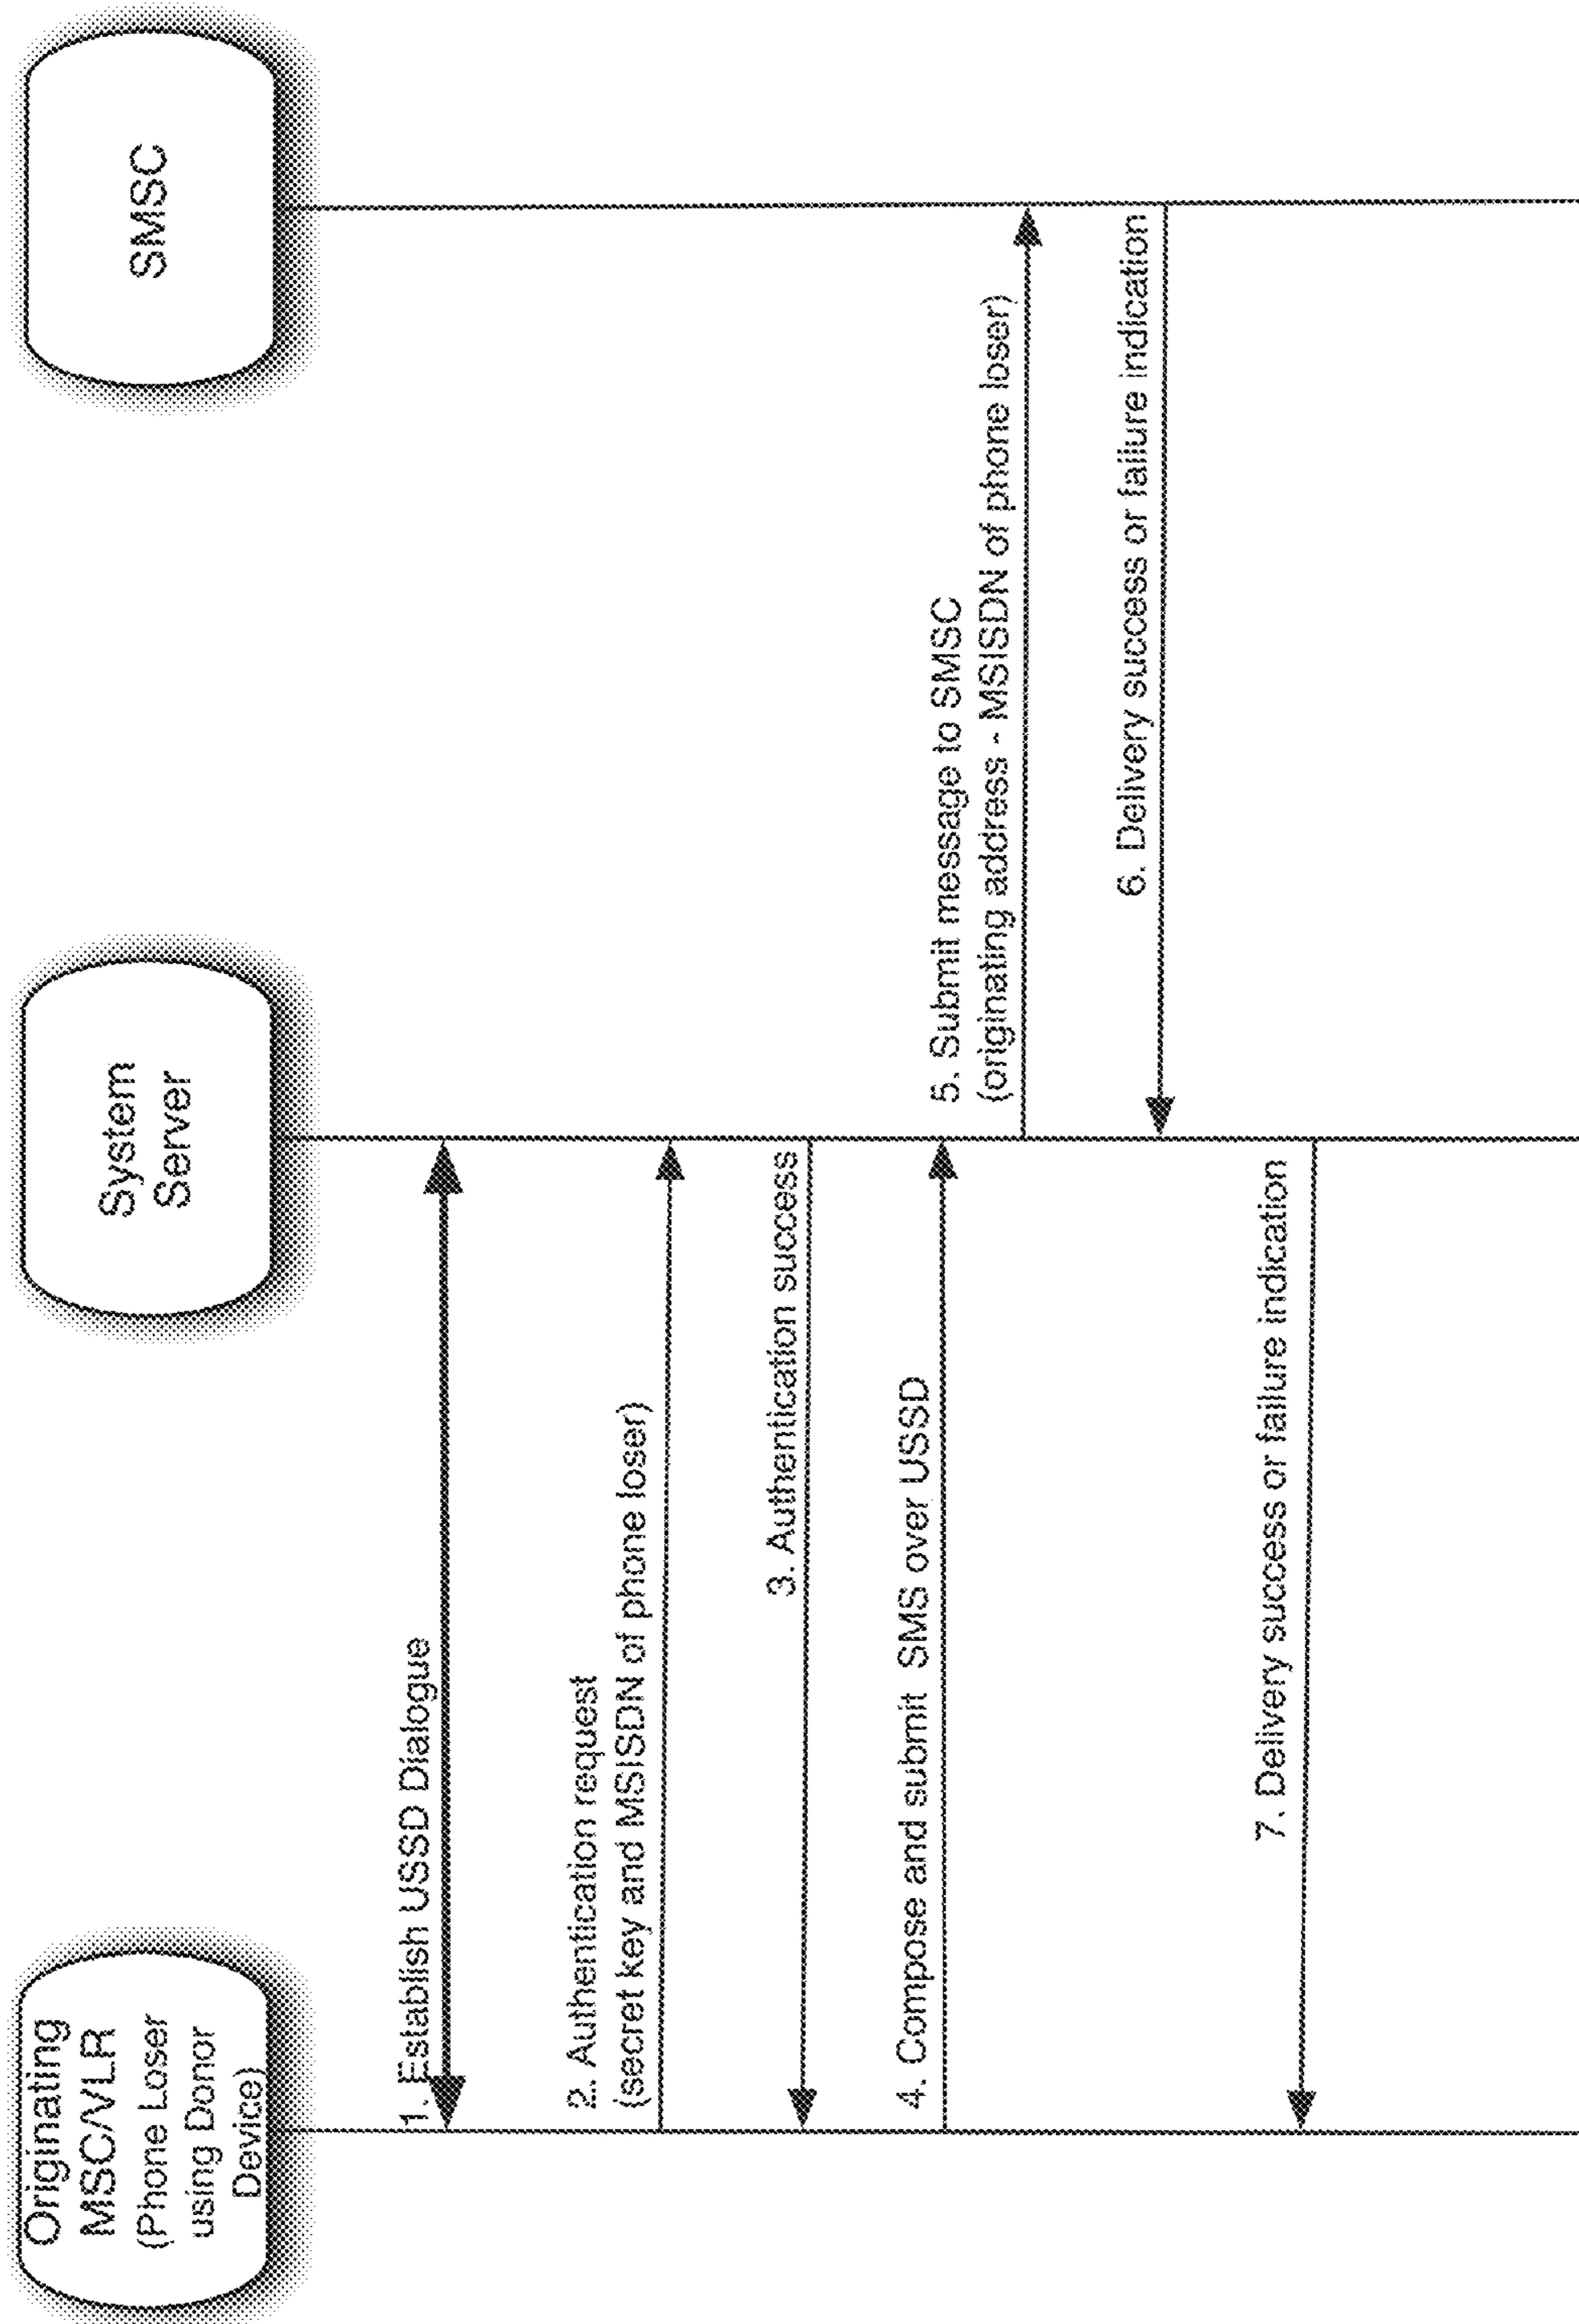 Originating
MSC/VLR
(Phone Loser
using Donor
Device)
System
Server
SMSC
1. Establish USSD Dialogue
2. Authentication request
(secret key and MSISDN of phone loser)
3. Authentication success
4. Compose and submit SMS over USSD
5. Submit message to SMSC
(originating address - MSISDN of phone loser)
6. Delivery success or failure indication
7. Delivery success or failure indication